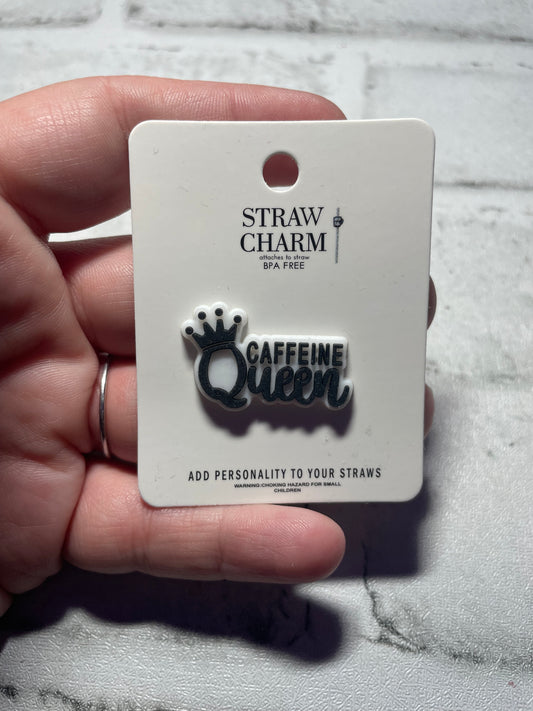 STRAW
CHARM
attaches to straw
BPA FREE
CAFFEINE
Queen
ADD PERSONALITY TO YOUR STRAWS
WARNING:CHOKING HAZARD FOR SMALL
CHILDREN